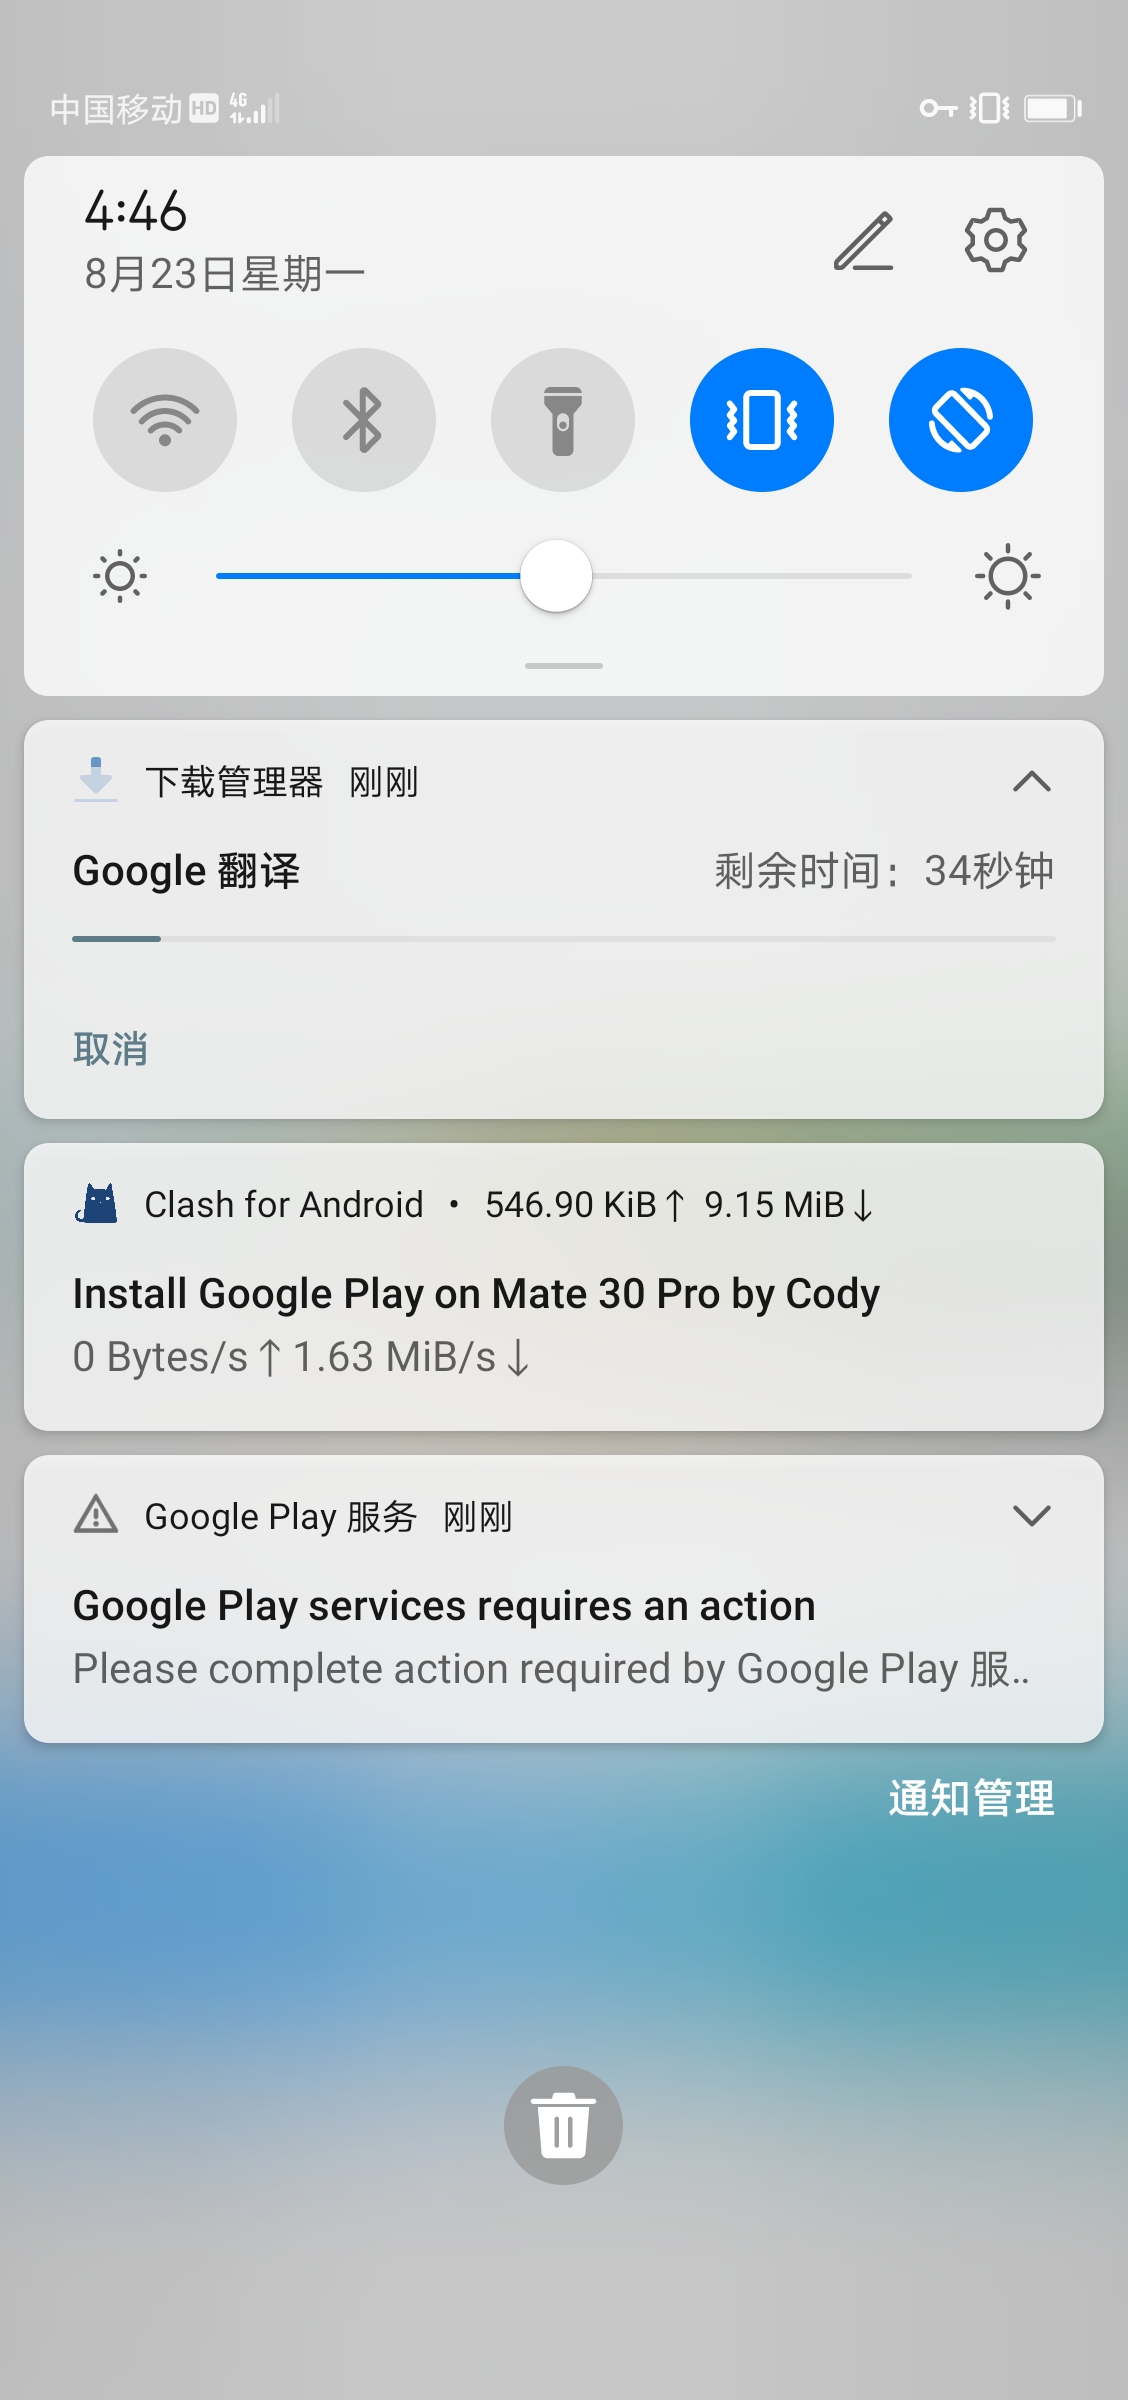 中国移动 HD 4G
4:46
8月23日星期一
下载管理器 刚刚
Google 翻译 剩余时间：34秒钟
取消
Clash for Android • 546.90 KiB↑ 9.15 MiB↓
Install Google Play on Mate 30 Pro by Cody
0 Bytes/s↑1.63 MiB/s↓
Google Play 服务 刚刚
Google Play services requires an action
Please complete action required by Google Play 服..
通知管理